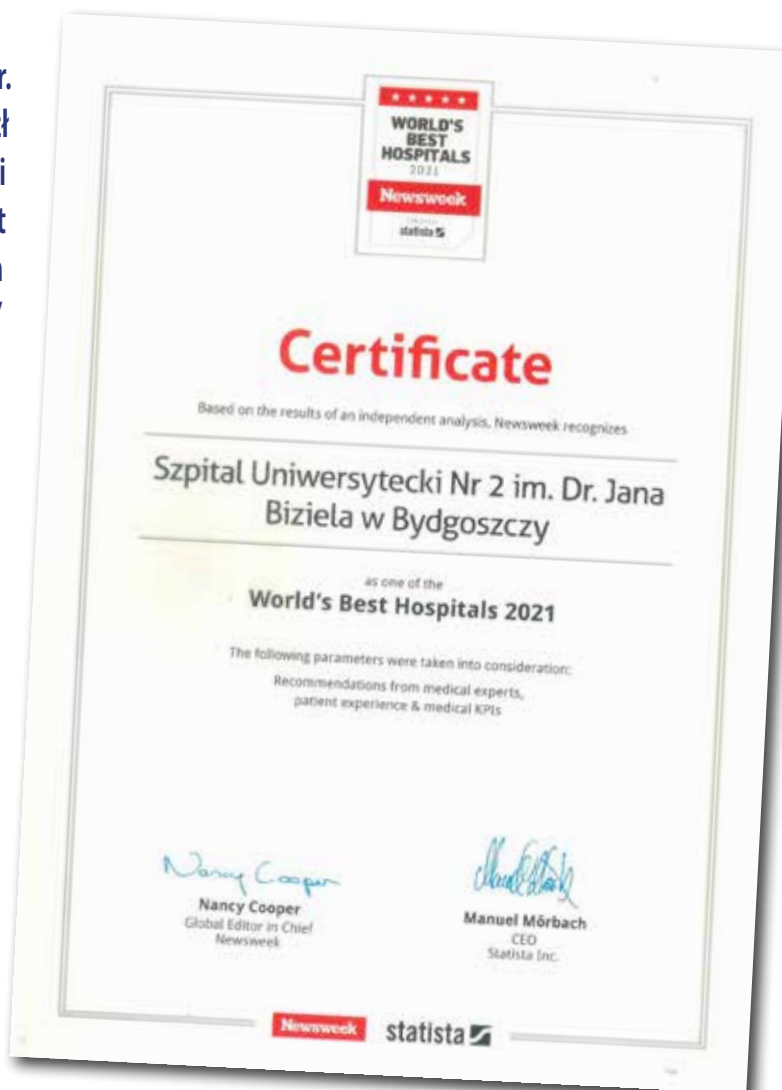 r.
ł
i
t
WORLD'S
BEST
HOSPITALS
2021
Newsweek
statista
Certificate
Based on the results of an independent analysis, Newsweek recognizes
Szpital Uniwersytecki Nr 2 im. Dr. Jana
Biziela w Bydgoszczy
as one of the
World's Best Hospitals 2021
The following parameters were taken into consideration:
Recommendations from medical experts,
patient experience & medical KPIs
Nancy Cooper
Nancy Cooper
Global Editor in Chief
Newsweek
Manuel Mörbach
CEO
Statista Inc.
Newsweek statista